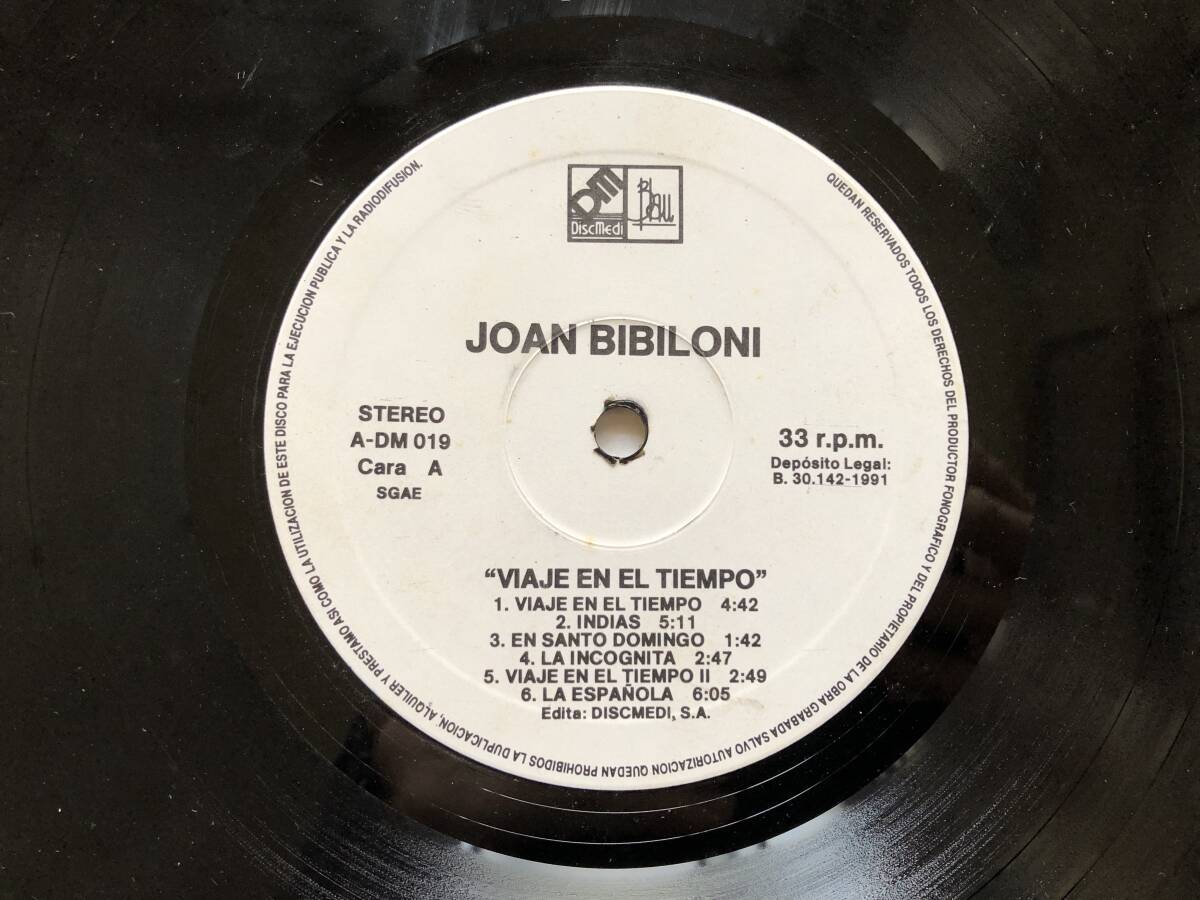 DM
DiscMedi
Blau
JOAN BIBILONI
STEREO
A-DM 019
Cara A
SGAE
33 r.p.m.
Depósito Legal:
B. 30.142-1991
“VIAJE EN EL TIEMPO”
1. VIAJE EN EL TIEMPO 4:42
2. INDIAS 5:11
3. EN SANTO DOMINGO 1:42
4. LA INCOGNITA 2:47
5. VIAJE EN EL TIEMPO II 2:49
6. LA ESPAÑOLA 6:05
Edita: DISCMEDI, S.A.
QUEDAN RESERVADOS TODOS LOS DERECHOS DEL PRODUCTOR FONOGRAFICO Y DEL PROPIETARIO DE LA OBRA GRABADA SALVO AUTORIZACION QUEDAN PROHIBIDOS LA DUPLICACION, ALQUILER Y PRESTAMO ASI COMO LA UTILIZACION DE ESTE DISCO PARA LA EJECUCION PUBLICA Y LA RADIODIFUSION.